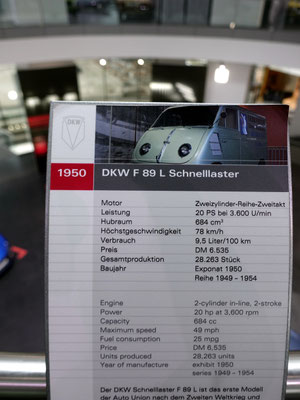 DKW
1950 DKW F 89 L Schnelllaster
Motor Zweizylinder-Reihe-Zweitakt
Leistung 20 PS bei 3.600 U/min
Hubraum 684 cm³
Höchstgeschwindigkeit 78 km/h
Verbrauch 9,5 Liter/100 km
Preis DM 6.535
Gesamtproduktion 28.263 Stück
Baujahr Exponat 1950
Reihe 1949 - 1954
Engine 2-cylinder in-line, 2-stroke
Power 20 hp at 3.600 rpm
Capacity 684 cc
Maximum speed 49 mph
Fuel consumption 25 mpg
Price DM 6.535
Units produced 28,263 units
Year of manufacture exhibit 1950
series 1949 - 1954
Der DKW Schnelllaster F 89 L ist das erste Modell
der Auto Union nach dem Zweiten Weltkrieg und